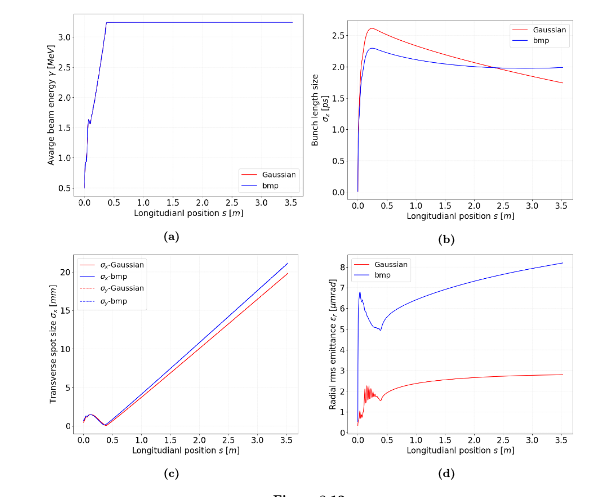 Avarge beam energy γ [MeV]
3.0
2.5
2.0
1.5
1.0
0.5
Gaussian
bmp
0.0 0.5 1.0 1.5 2.0 2.5 3.0 3.5
Longitudianl position s [m]
(a)
Bunch length size
σz [ps]
2.5
2.0
1.5
1.0
0.5
0.0
Gaussian
bmp
0.0 0.5 1.0 1.5 2.0 2.5 3.0 3.5
Longitudianl position s [m]
(b)
Transverse spot size σx [mm]
20
15
10
5
0
σx-Gaussian
σx-bmp
σy-Gaussian
σy-bmp
0.0 0.5 1.0 1.5 2.0 2.5 3.0 3.5
Longitudianl position s [m]
(c)
Radial rms emittance εr [μmrad]
8
7
6
5
4
3
2
1
0
Gaussian
bmp
0.0 0.5 1.0 1.5 2.0 2.5 3.0 3.5
Longitudianl position s [m]
(d)